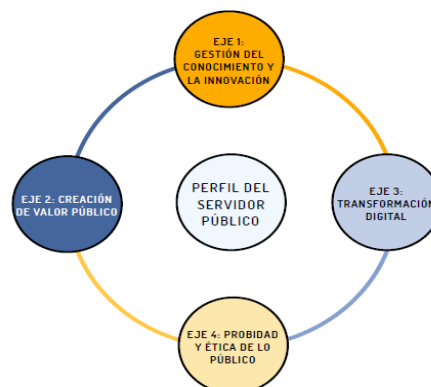 EJE 1:
GESTIÓN DEL
CONOCIMIENTO Y
LA INNOVACIÓN
EJE 2: CREACIÓN
DE VALOR PÚBLICO
PERFIL DEL
SERVIDOR
PÚBLICO
EJE 3:
TRANSFORMACIÓN
DIGITAL
EJE 4: PROBIDAD
Y ÉTICA DE LO
PÚBLICO